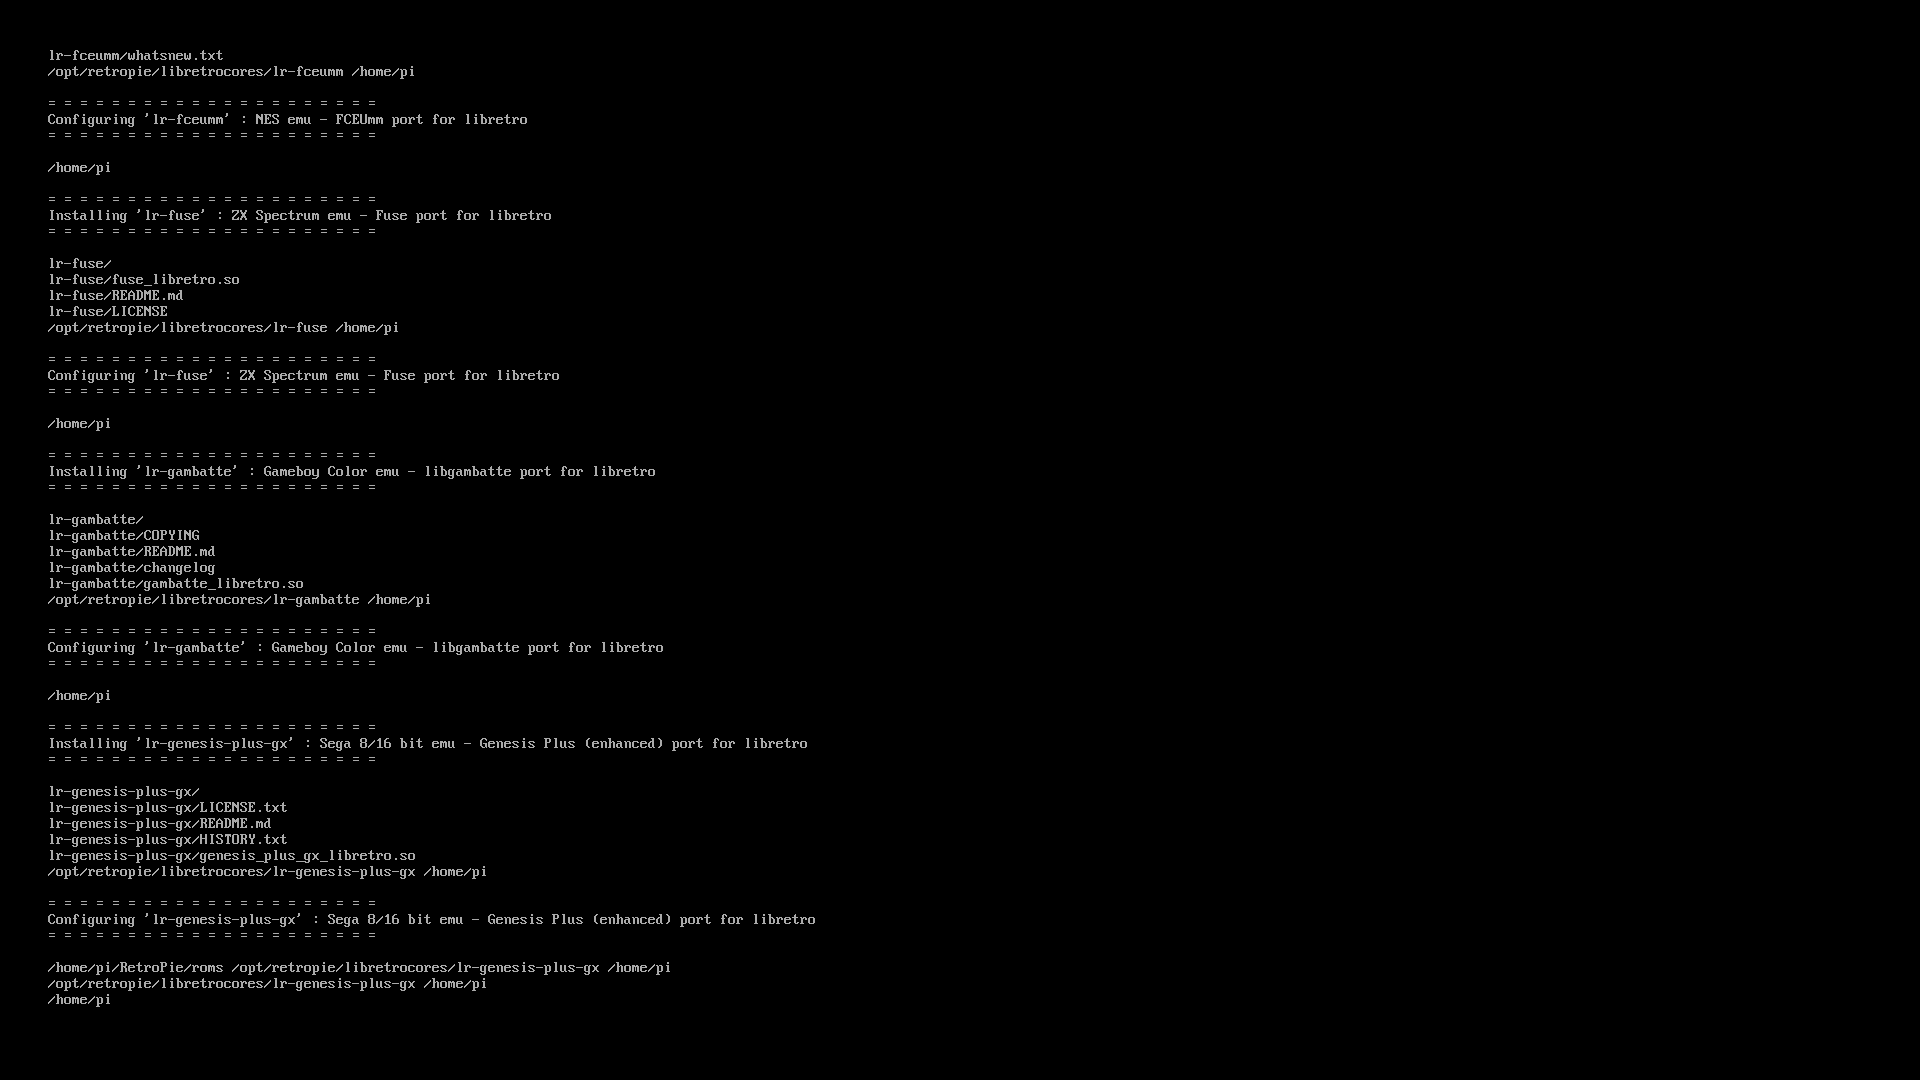 lr-fceumm/whatsnew.txt
/opt/retropie/libretrocores/lr-fceumm /home/pi
= = = = = = = = = = = = = = = = = = = = =
Configuring 'lr-fceumm' : NES emu - FCEUmm port for libretro
= = = = = = = = = = = = = = = = = = = = =
/home/pi
= = = = = = = = = = = = = = = = = = = = =
Installing 'lr-fuse' : ZX Spectrum emu - Fuse port for libretro
= = = = = = = = = = = = = = = = = = = = =
lr-fuse/
lr-fuse/fuse_libretro.so
lr-fuse/README.md
lr-fuse/LICENSE
/opt/retropie/libretrocores/lr-fuse /home/pi
= = = = = = = = = = = = = = = = = = = = =
Configuring 'lr-fuse' : ZX Spectrum emu - Fuse port for libretro
= = = = = = = = = = = = = = = = = = = = =
/home/pi
= = = = = = = = = = = = = = = = = = = = =
Installing 'lr-gambatte' : Gameboy Color emu - libgambatte port for libretro
= = = = = = = = = = = = = = = = = = = = =
lr-gambatte/
lr-gambatte/COPYING
lr-gambatte/README.md
lr-gambatte/changelog
lr-gambatte/gambatte_libretro.so
/opt/retropie/libretrocores/lr-gambatte /home/pi
= = = = = = = = = = = = = = = = = = = = =
Configuring 'lr-gambatte' : Gameboy Color emu - libgambatte port for libretro
= = = = = = = = = = = = = = = = = = = = =
/home/pi
= = = = = = = = = = = = = = = = = = = = =
Installing 'lr-genesis-plus-gx' : Sega 8/16 bit emu - Genesis Plus (enhanced) port for libretro
= = = = = = = = = = = = = = = = = = = = =
lr-genesis-plus-gx/
lr-genesis-plus-gx/LICENSE.txt
lr-genesis-plus-gx/README.md
lr-genesis-plus-gx/HISTORY.txt
lr-genesis-plus-gx/genesis_plus_gx_libretro.so
/opt/retropie/libretrocores/lr-genesis-plus-gx /home/pi
= = = = = = = = = = = = = = = = = = = = =
Configuring 'lr-genesis-plus-gx' : Sega 8/16 bit emu - Genesis Plus (enhanced) port for libretro
= = = = = = = = = = = = = = = = = = = = =
/home/pi/RetroPie/roms /opt/retropie/libretrocores/lr-genesis-plus-gx /home/pi
/opt/retropie/libretrocores/lr-genesis-plus-gx /home/pi
/home/pi